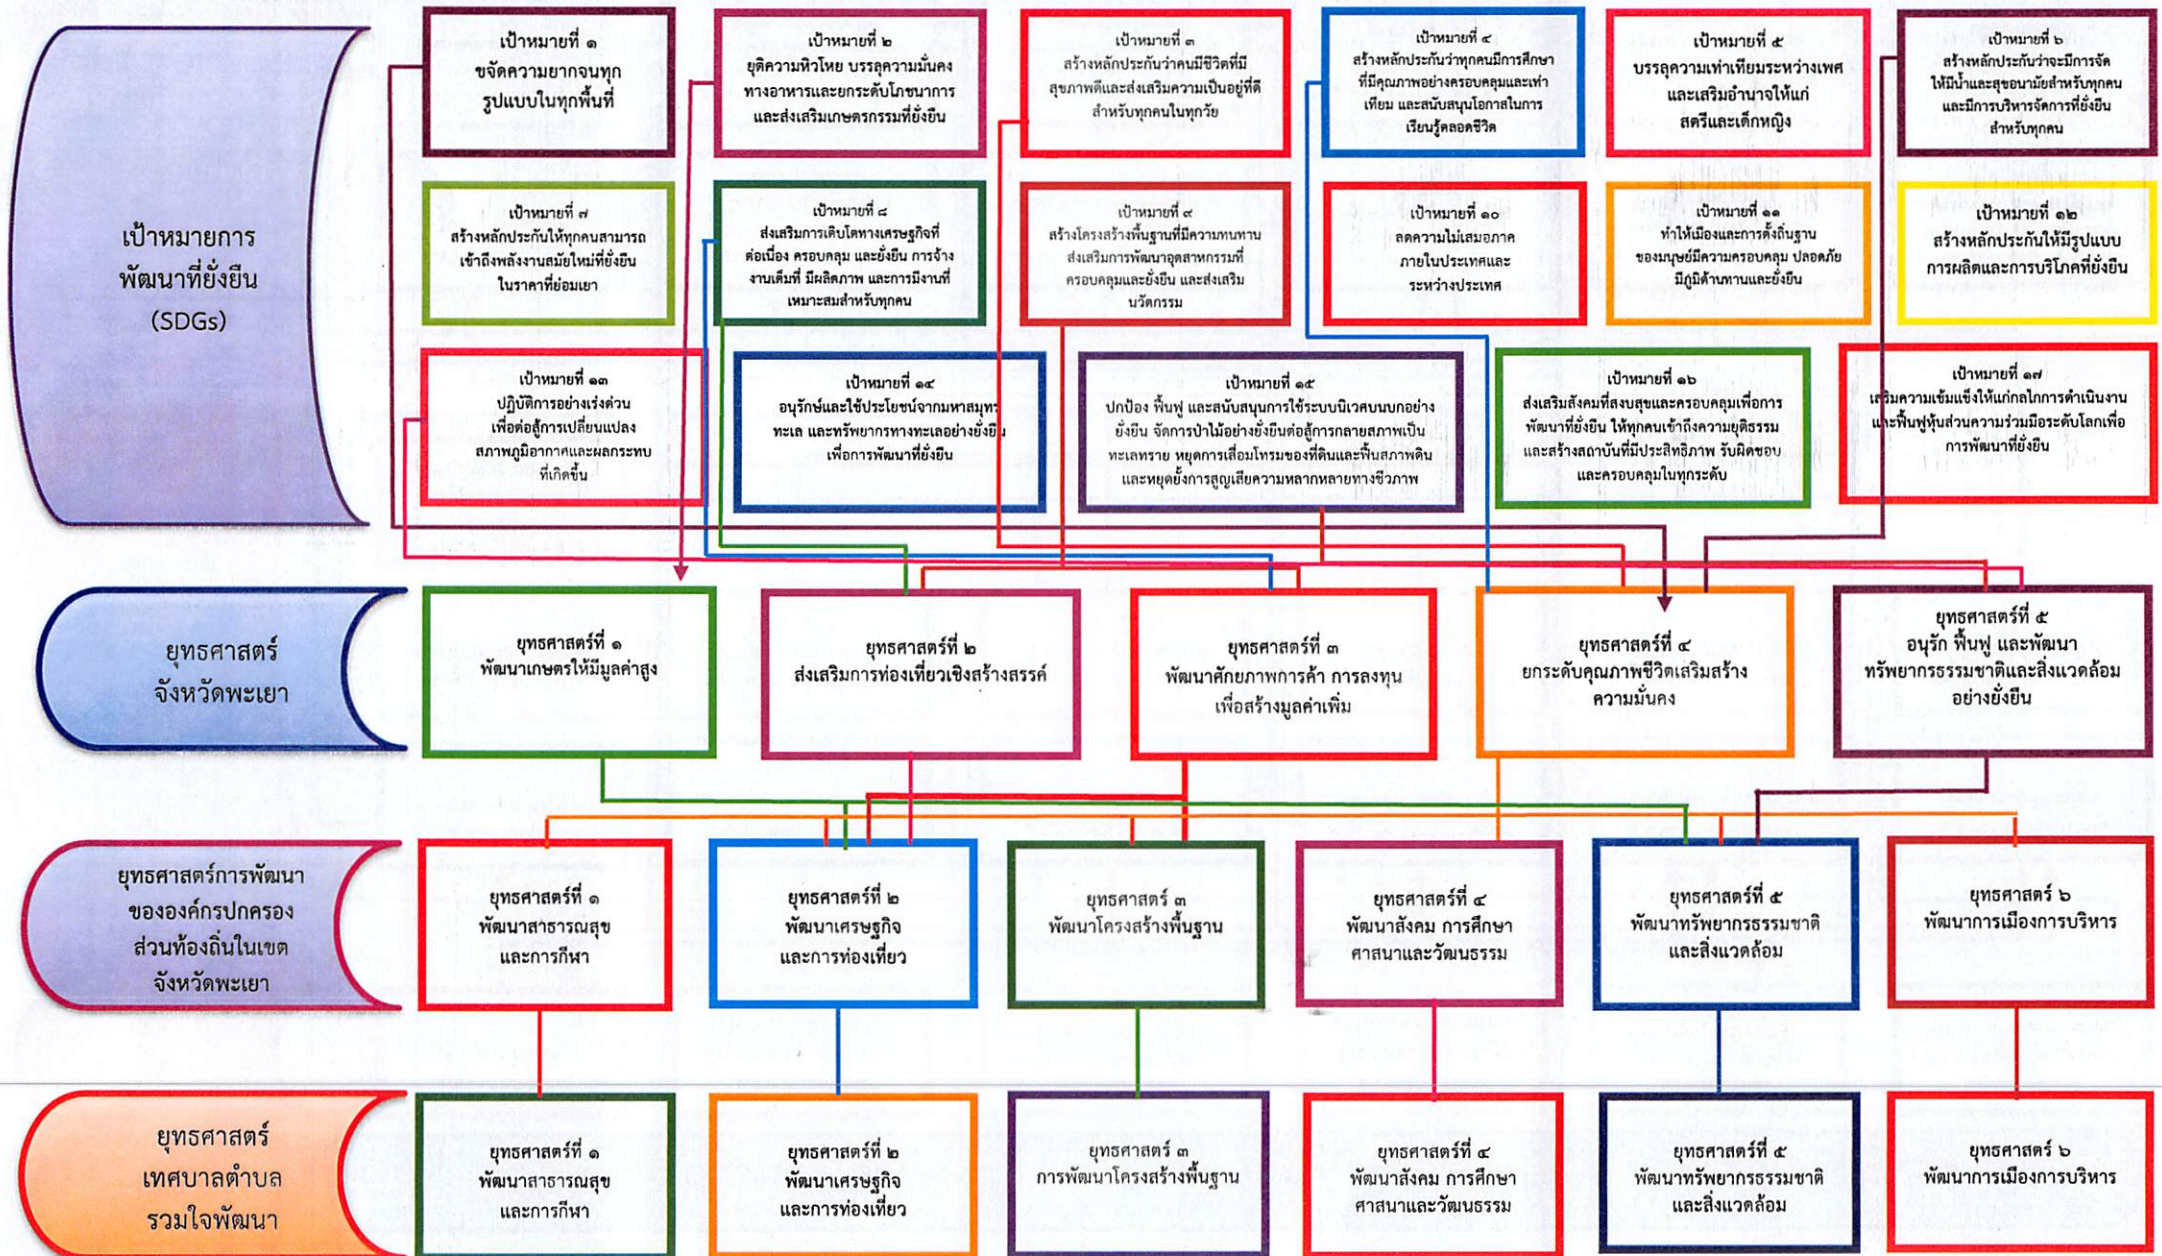 เป้าหมายการ
พัฒนาที่ยั่งยืน
(SDGs)
เป้าหมายที่ ๑
ขจัดความยากจนทุก
รูปแบบในทุกพื้นที่
เป้าหมายที่ ๒
ยุติความหิวโหย บรรลุความมั่นคง
ทางอาหารและยกระดับโภชนาการ
และส่งเสริมเกษตรกรรมที่ยั่งยืน
เป้าหมายที่ ๓
สร้างหลักประกันว่าคนมีชีวิตที่มี
สุขภาพดีและส่งเสริมความเป็นอยู่ที่ดี
สำหรับทุกคนในทุกวัย
เป้าหมายที่ ๔
สร้างหลักประกันว่าทุกคนมีการศึกษา
ที่มีคุณภาพอย่างครอบคลุมและเท่า
เทียม และสนับสนุนโอกาสในการ
เรียนรู้ตลอดชีวิต
เป้าหมายที่ ๕
บรรลุความเท่าเทียมระหว่างเพศ
และเสริมอำนาจให้แก่
สตรีและเด็กหญิง
เป้าหมายที่ ๖
สร้างหลักประกันว่าจะมีการจัด
ให้มีน้ำและสุขอนามัยสำหรับทุกคน
และมีการบริหารจัดการที่ยั่งยืน
สำหรับทุกคน
เป้าหมายที่ ๗
สร้างหลักประกันให้ทุกคนสามารถ
เข้าถึงพลังงานสมัยใหม่ที่ยั่งยืน
ในราคาที่ย่อมเยา
เป้าหมายที่ ๘
ส่งเสริมการเติบโตทางเศรษฐกิจที่
ต่อเนื่อง ครอบคลุม และยั่งยืน การจ้าง
งานเต็มที่ มีผลิตภาพ และการมีงานที่
เหมาะสมสำหรับทุกคน
เป้าหมายที่ ๙
สร้างโครงสร้างพื้นฐานที่มีความทนทาน
ส่งเสริมการพัฒนาอุตสาหกรรมที่
ครอบคลุมและยั่งยืน และส่งเสริม
นวัตกรรม
เป้าหมายที่ ๑๐
ลดความไม่เสมอภาค
ภายในประเทศและ
ระหว่างประเทศ
เป้าหมายที่ ๑๑
ทำให้เมืองและการตั้งถิ่นฐาน
ของมนุษย์มีความครอบคลุม ปลอดภัย
มีภูมิต้านทานและยั่งยืน
เป้าหมายที่ ๑๒
สร้างหลักประกันให้มีรูปแบบ
การผลิตและการบริโภคที่ยั่งยืน
เป้าหมายที่ ๑๓
ปฏิบัติการอย่างเร่งด่วน
เพื่อต่อสู้การเปลี่ยนแปลง
สภาพภูมิอากาศและผลกระทบ
ที่เกิดขึ้น
เป้าหมายที่ ๑๔
อนุรักษ์และใช้ประโยชน์จากมหาสมุทร
ทะเล และทรัพยากรทางทะเลอย่างยั่งยืน
เพื่อการพัฒนาที่ยั่งยืน
เป้าหมายที่ ๑๕
ปกป้อง ฟื้นฟู และสนับสนุนการใช้ระบบนิเวศบนบกอย่าง
ยั่งยืน จัดการป่าไม้อย่างยั่งยืนต่อสู้การกลายสภาพเป็น
ทะเลทราย หยุดการเสื่อมโทรมของที่ดินและฟื้นสภาพดิน
และหยุดยั้งการสูญเสียความหลากหลายทางชีวภาพ
เป้าหมายที่ ๑๖
ส่งเสริมสังคมที่สงบสุขและครอบคลุมเพื่อการ
พัฒนาที่ยั่งยืน ให้ทุกคนเข้าถึงความยุติธรรม
และสร้างสถาบันที่มีประสิทธิภาพ รับผิดชอบ
และครอบคลุมในทุกระดับ
เป้าหมายที่ ๑๗
เสริมความเข้มแข็งให้แก่กลไกการดำเนินงาน
และฟื้นฟูหุ้นส่วนความร่วมมือระดับโลกเพื่อ
การพัฒนาที่ยั่งยืน
ยุทธศาสตร์
จังหวัดพะเยา
ยุทธศาสตร์ที่ ๑
พัฒนาเกษตรให้มีมูลค่าสูง
ยุทธศาสตร์ที่ ๒
ส่งเสริมการท่องเที่ยวเชิงสร้างสรรค์
ยุทธศาสตร์ที่ ๓
พัฒนาศักยภาพการค้า การลงทุน
เพื่อสร้างมูลค่าเพิ่ม
ยุทธศาสตร์ที่ ๔
ยกระดับคุณภาพชีวิตเสริมสร้าง
ความมั่นคง
ยุทธศาสตร์ที่ ๕
อนุรัก ฟื้นฟู และพัฒนา
ทรัพยากรธรรมชาติและสิ่งแวดล้อม
อย่างยั่งยืน
ยุทธศาสตร์การพัฒนา
ขององค์กรปกครอง
ส่วนท้องถิ่นในเขต
จังหวัดพะเยา
ยุทธศาสตร์ที่ ๑
พัฒนาสาธารณสุข
และการกีฬา
ยุทธศาสตร์ที่ ๒
พัฒนาเศรษฐกิจ
และการท่องเที่ยว
ยุทธศาสตร์ ๓
พัฒนาโครงสร้างพื้นฐาน
ยุทธศาสตร์ที่ ๔
พัฒนาสังคม การศึกษา
ศาสนาและวัฒนธรรม
ยุทธศาสตร์ที่ ๕
พัฒนาทรัพยากรธรรมชาติ
และสิ่งแวดล้อม
ยุทธศาสตร์ ๖
พัฒนาการเมืองการบริหาร
ยุทธศาสตร์
เทศบาลตำบล
รวมใจพัฒนา
ยุทธศาสตร์ที่ ๑
พัฒนาสาธารณสุข
และการกีฬา
ยุทธศาสตร์ที่ ๒
พัฒนาเศรษฐกิจ
และการท่องเที่ยว
ยุทธศาสตร์ ๓
การพัฒนาโครงสร้างพื้นฐาน
ยุทธศาสตร์ที่ ๔
พัฒนาสังคม การศึกษา
ศาสนาและวัฒนธรรม
ยุทธศาสตร์ที่ ๕
พัฒนาทรัพยากรธรรมชาติ
และสิ่งแวดล้อม
ยุทธศาสตร์ ๖
พัฒนาการเมืองการบริหาร